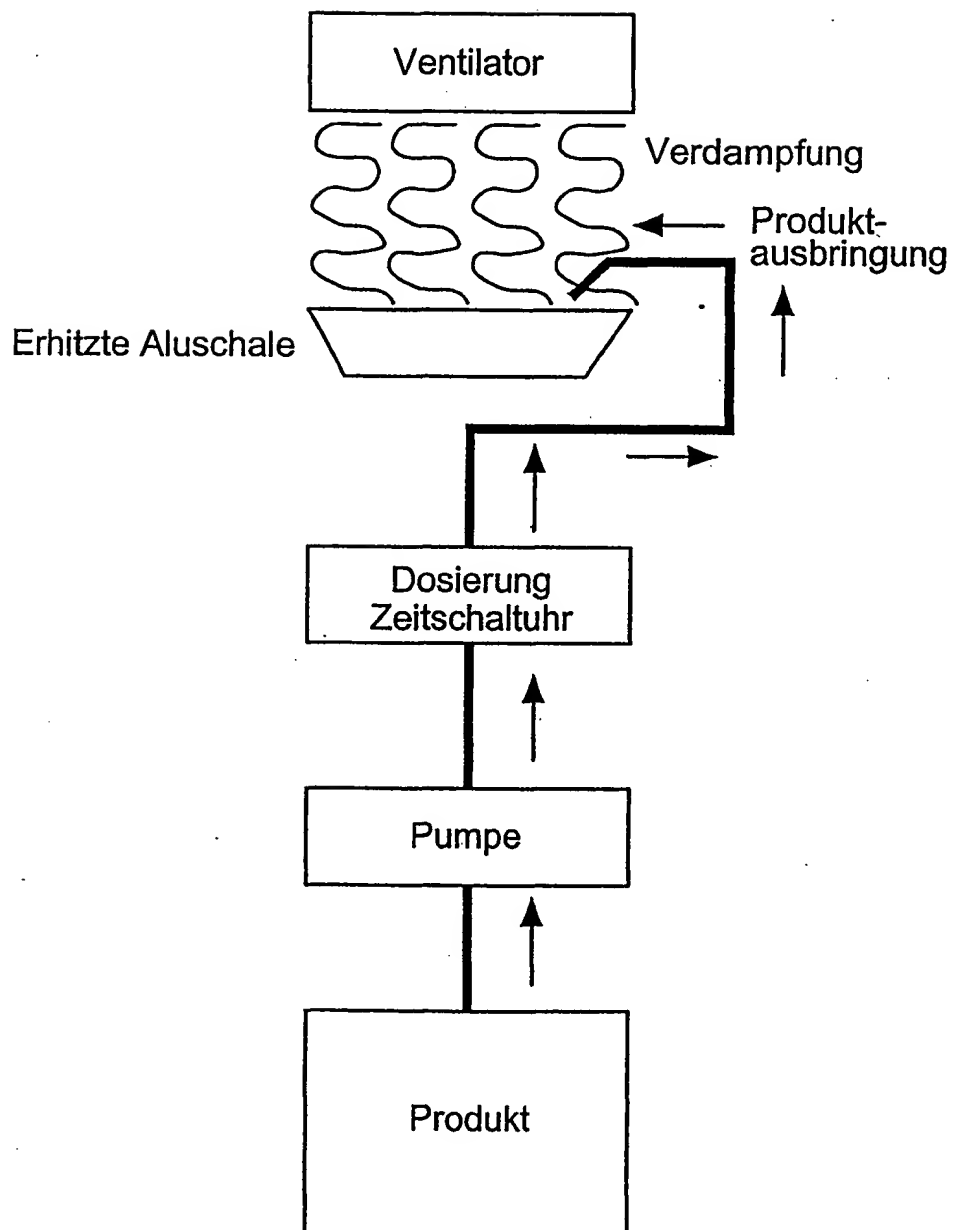 Ventilator
Verdampfung
Produkt-
ausbringung
Erhitzte Aluschale
Dosierung
Zeitschaltuhr
Pumpe
Produkt